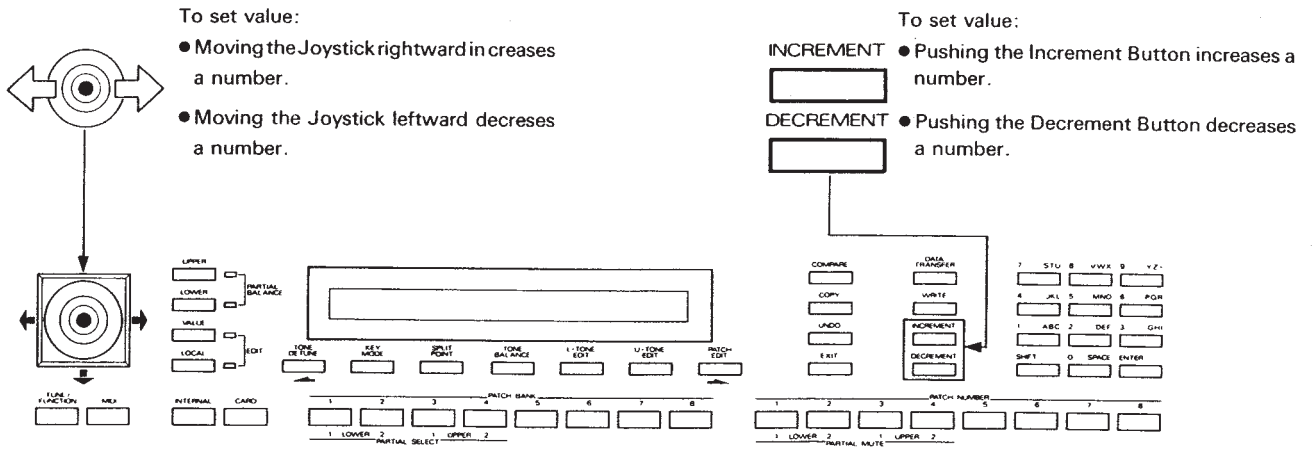 To set value:
● Moving the Joystick rightward in creases
a number.
● Moving the Joystick leftward decreses
a number.
To set value:
INCREMENT ● Pushing the Increment Button increases a
number.
DECREMENT ● Pushing the Decrement Button decreases
a number.
UPPER
LOWER
PARTIAL
BALANCE
VALUE
LOCAL
EDIT
TONE
DETUNE
KEY
MODE
SPLIT
POINT
TONE
BALANCE
L-TONE
EDIT
U-TONE
EDIT
PATCH
EDIT
COMPARE
COPY
UNDO
EXIT
DATA
TRANSFER
WRITE
INCREMENT
DECREMENT
7 STU 8 VWX 9 YZ-
4 JKL 5 MNO 6 PQR
1 ABC 2 DEF 3 GHI
SHIFT 0 SPACE ENTER
TUNE/
FUNCTION
MIDI
INTERNAL CARD
PATCH BANK
1 2 3 4 5 6 7 8
1 LOWER 2 1 UPPER 2
PARTIAL SELECT
PATCH NUMBER
1 2 3 4 5 6 7 8
1 LOWER 2 1 UPPER 2
PARTIAL MUTE